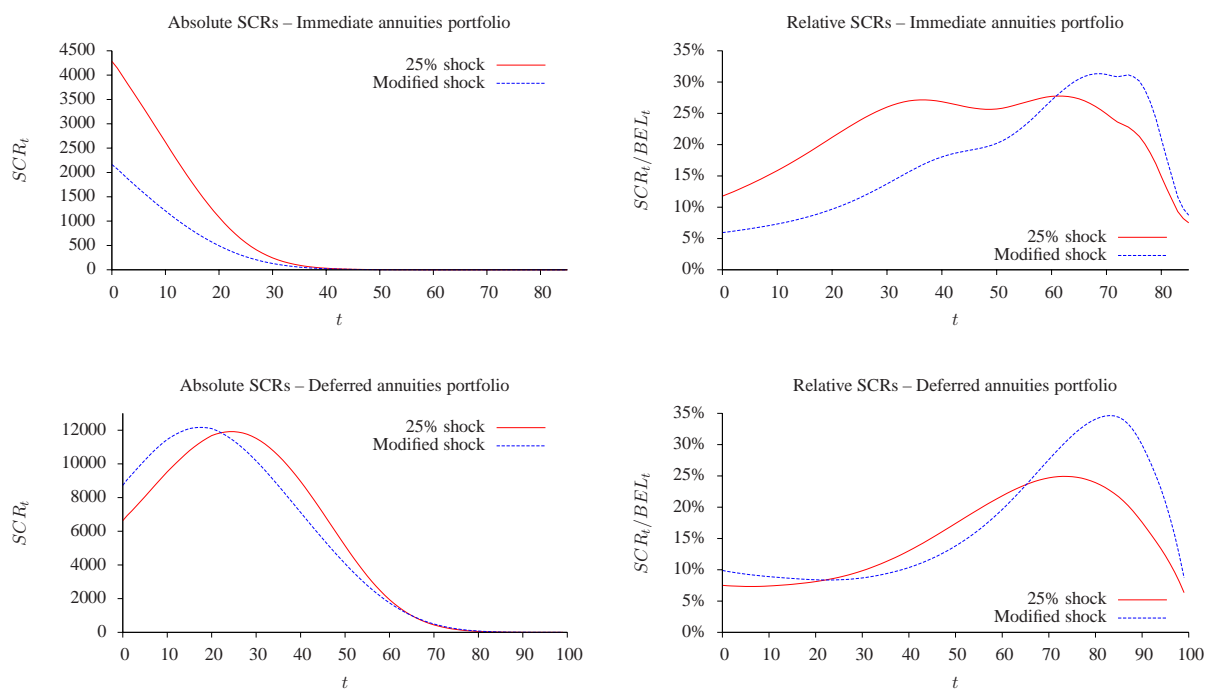 Absolute SCRs – Immediate annuities portfolio
4500
4000
3500
3000
2500
2000
1500
1000
500
0
SCR_t
25% shock
Modified shock
0 10 20 30 40 50 60 70 80
t
Relative SCRs – Immediate annuities portfolio
35%
30%
25%
20%
15%
10%
5%
0%
SCR_t/BEL_t
25% shock
Modified shock
0 10 20 30 40 50 60 70 80
t
Absolute SCRs – Deferred annuities portfolio
12000
10000
8000
6000
4000
2000
0
SCR_t
25% shock
Modified shock
0 10 20 30 40 50 60 70 80 90 100
t
Relative SCRs – Deferred annuities portfolio
35%
30%
25%
20%
15%
10%
5%
0%
SCR_t/BEL_t
25% shock
Modified shock
0 10 20 30 40 50 60 70 80 90 100
t